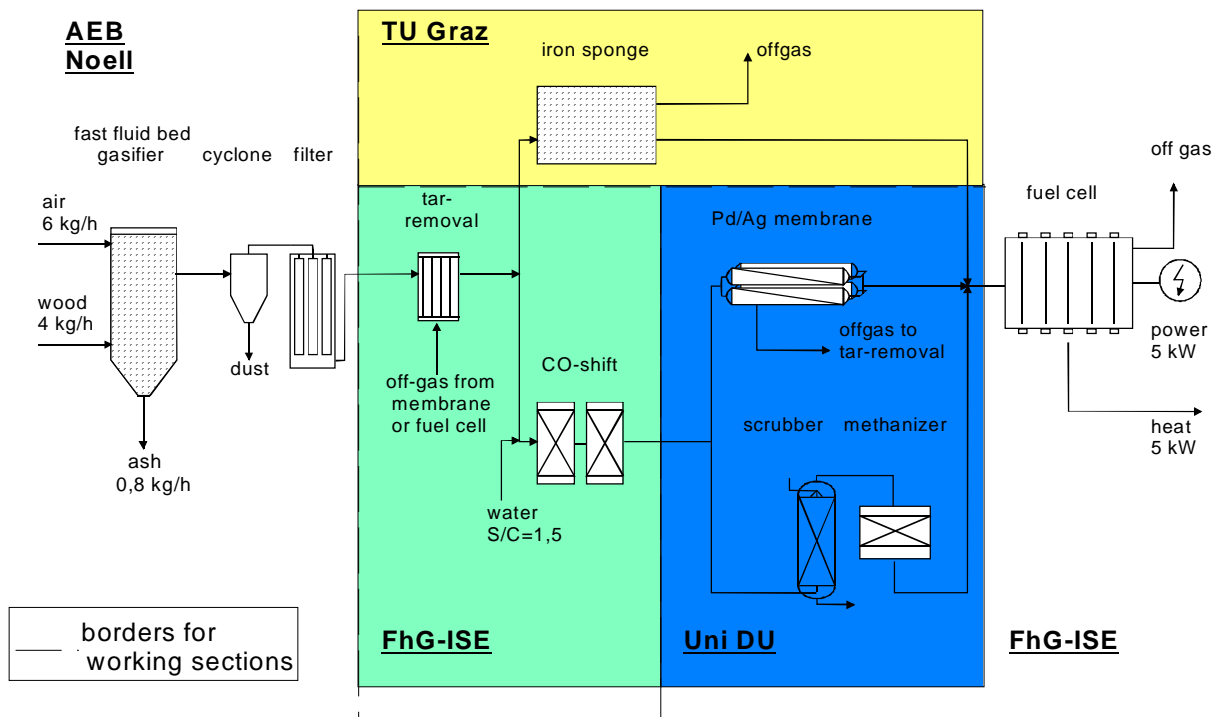 AEB
Noell
TU Graz
iron sponge
offgas
fast fluid bed
gasifier
cyclone
filter
air
6 kg/h
wood
4 kg/h
dust
ash
0,8 kg/h
tar-
removal
off-gas from
membrane
or fuel cell
CO-shift
water
S/C=1,5
Pd/Ag membrane
offgas to
tar-removal
scrubber
methanizer
off gas
fuel cell
power
5 kW
heat
5 kW
borders for
working sections
FhG-ISE
Uni DU
FhG-ISE